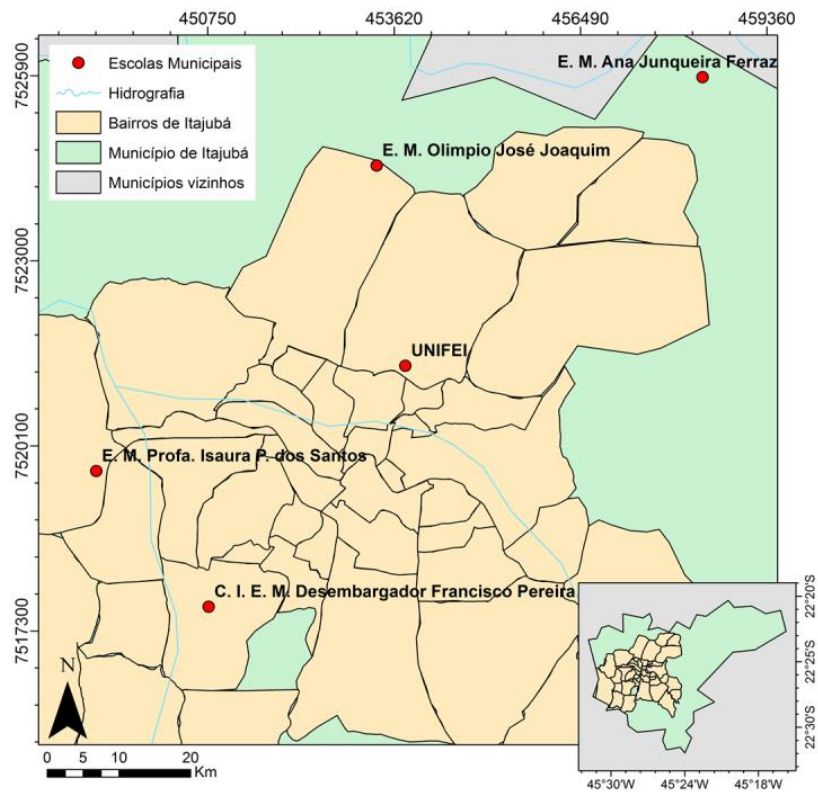 450750 453620 456490 459360
7525900
7523000
7520100
7517300
Escolas Municipais
Hidrografia
Bairros de Itajubá
Município de Itajubá
Municípios vizinhos
E. M. Ana Junqueira Ferraz
E. M. Olimpio José Joaquim
UNIFEI
E. M. Profa. Isaura P. dos Santos
C. I. E. M. Desembargador Francisco Pereira
N
0 5 10 20
Km
22°20'S
22°25'S
22°30'S
45°30'W 45°24'W 45°18'W